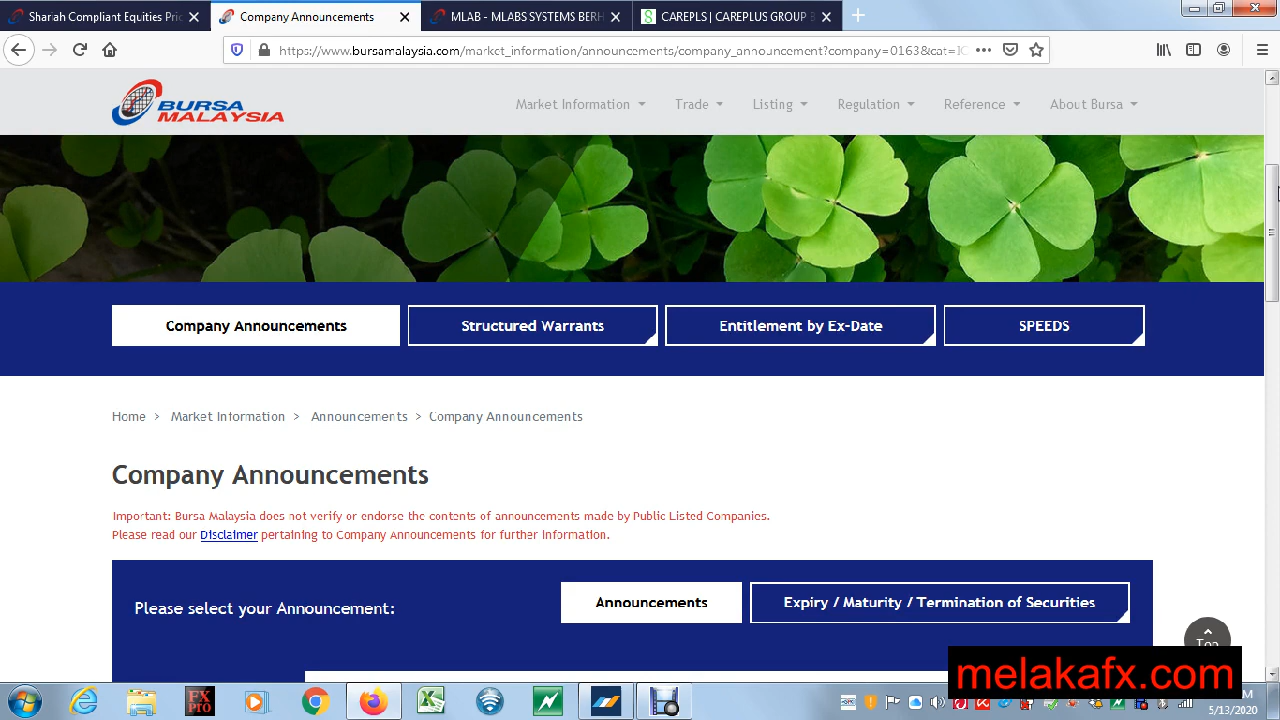 Shariah Compliant Equities Pric
Company Announcements
MLAB - MLABS SYSTEMS BERH
CAREPLS | CAREPLUS GROUP B
https://www.bursamalaysia.com/market_information/announcements/company_announcement?company=0163&cat=IC
BURSA
MALAYSIA
Market Information
Trade
Listing
Regulation
Reference
About Bursa
Company Announcements
Structured Warrants
Entitlement by Ex-Date
SPEEDS
Home > Market Information > Announcements > Company Announcements
Company Announcements
Important: Bursa Malaysia does not verify or endorse the contents of announcements made by Public Listed Companies.
Please read our Disclaimer pertaining to Company Announcements for further information.
Please select your Announcement:
Announcements
Expiry / Maturity / Termination of Securities
Top
melakafx.com
FX
PRO
5/13/2020